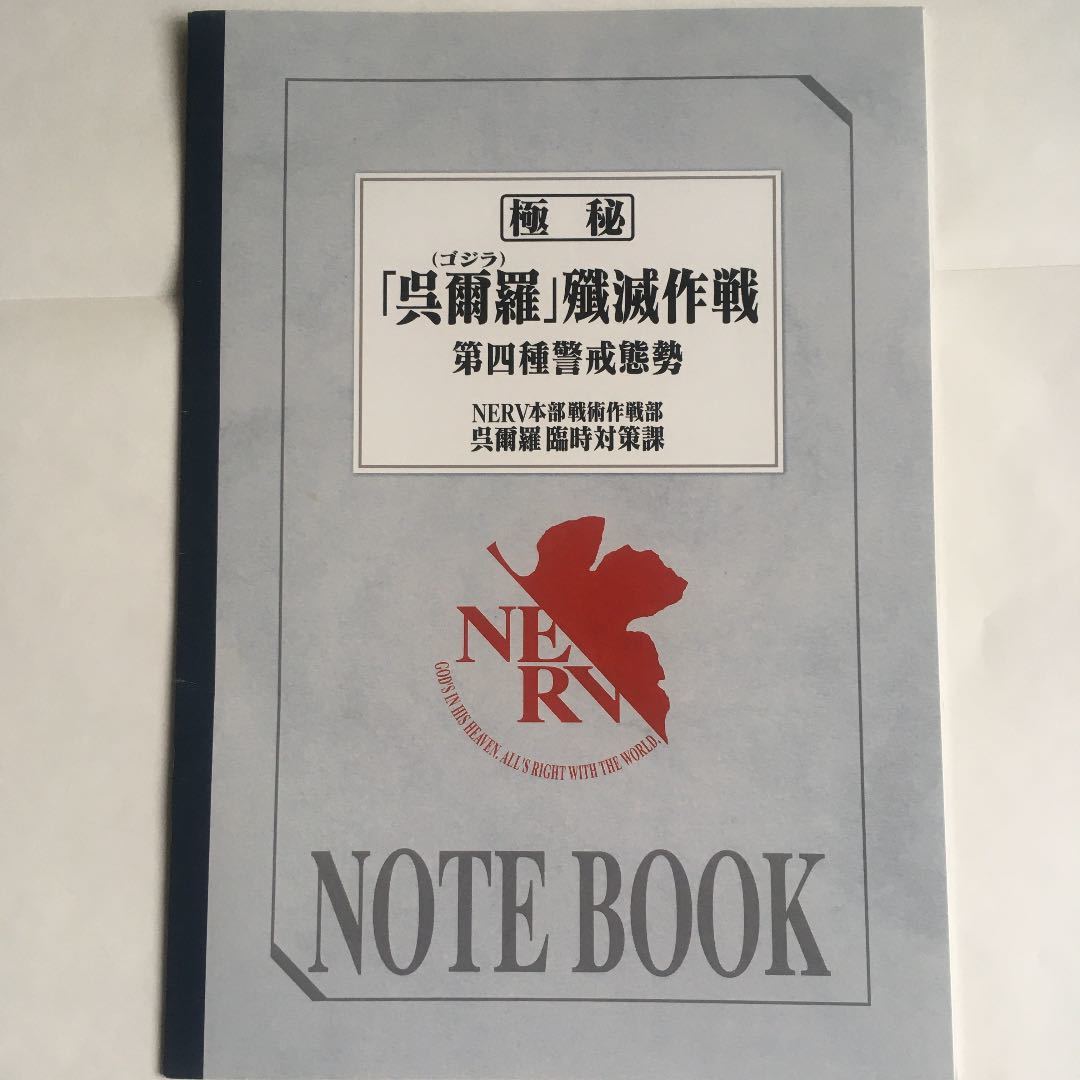 極 秘
(ゴジラ)
「呉爾羅」殲滅作戦
第四種警戒態勢
NERV本部戦術作戦部
呉爾羅臨時対策課
NE
RV
GOD'S IN HIS HEAVEN. ALL'S RIGHT WITH THE WORLD.
NOTE BOOK